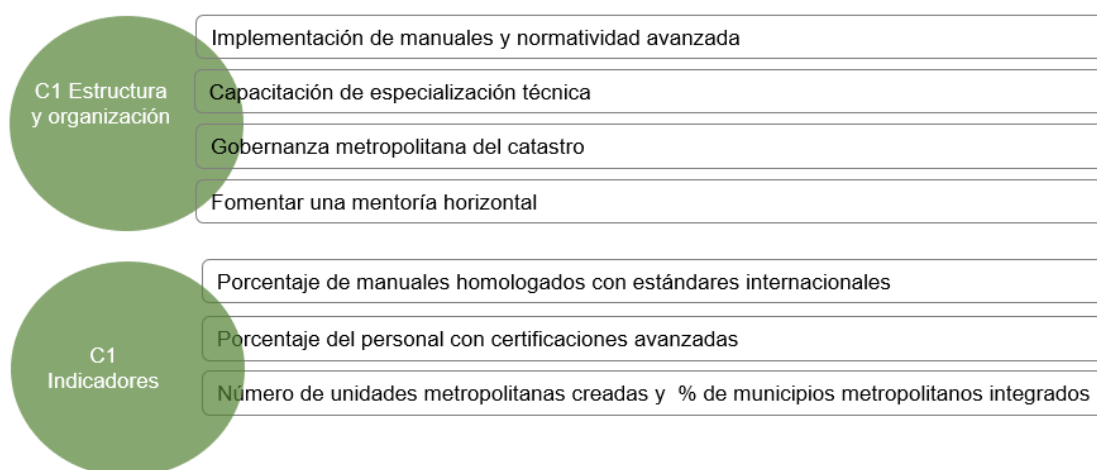 C1 Estructura
y organización
Implementación de manuales y normatividad avanzada
Capacitación de especialización técnica
Gobernanza metropolitana del catastro
Fomentar una mentoría horizontal
C1
Indicadores
Porcentaje de manuales homologados con estándares internacionales
Porcentaje del personal con certificaciones avanzadas
Número de unidades metropolitanas creadas y % de municipios metropolitanos integrados